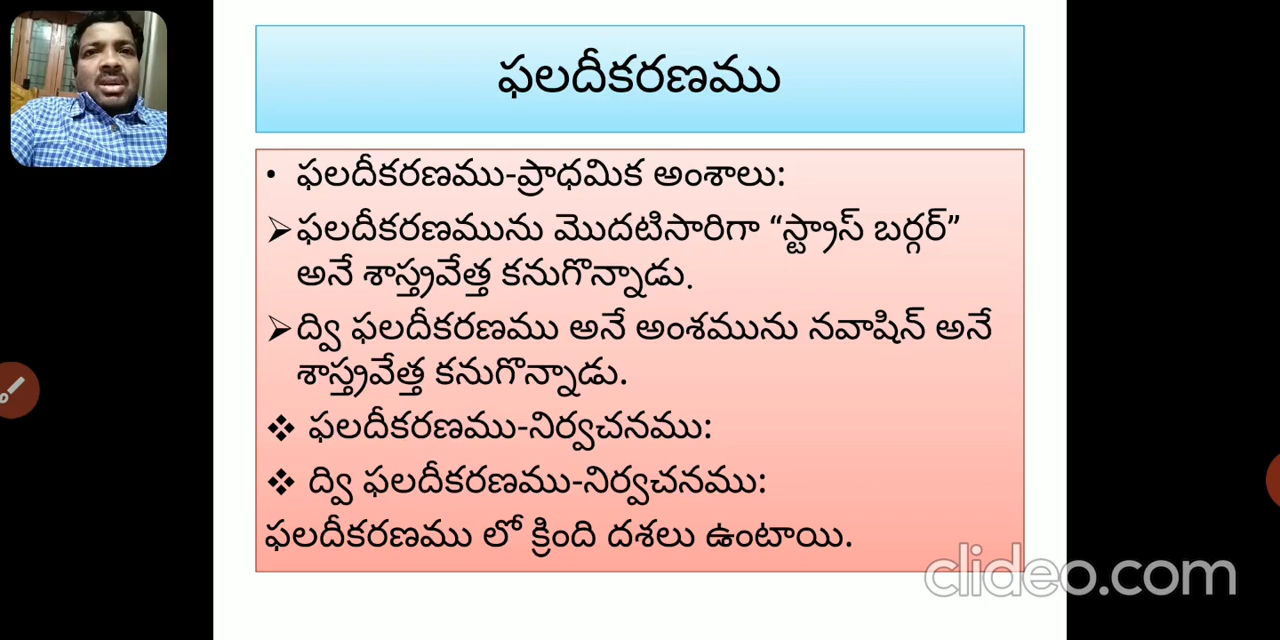 ఫలదీకరణము
• ఫలదీకరణము-ప్రాధమిక అంశాలు:
➢ఫలదీకరణమును మొదటిసారిగా “స్ట్రాస్ బర్గర్”
అనే శాస్త్రవేత్త కనుగొన్నాడు.
➢ద్వి ఫలదీకరణము అనే అంశమును నవాషిన్ అనే
శాస్త్రవేత్త కనుగొన్నాడు.
❖ ఫలదీకరణము-నిర్వచనము:
❖ ద్వి ఫలదీకరణము-నిర్వచనము:
ఫలదీకరణము లో క్రింది దశలు ఉంటాయి.
clideo.com